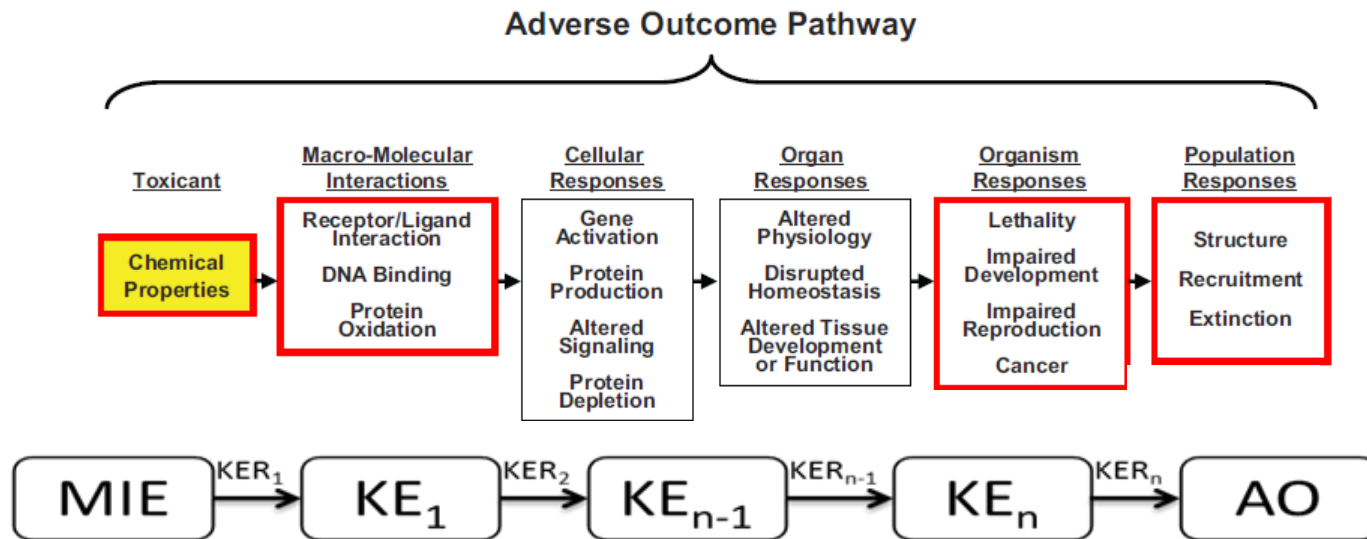 Adverse Outcome Pathway
Toxicant
Macro-Molecular
Interactions
Cellular
Responses
Organ
Responses
Organism
Responses
Population
Responses
Chemical
Properties
Receptor/Ligand
Interaction
DNA Binding
Protein
Oxidation
Gene
Activation
Protein
Production
Altered
Signaling
Protein
Depletion
Altered
Physiology
Disrupted
Homeostasis
Altered Tissue
Development
or Function
Lethality
Impaired
Development
Impaired
Reproduction
Cancer
Structure
Recruitment
Extinction
MIE KER₁ KE₁ KER₂ KEₙ₋₁ KERₙ₋₁ KEₙ KERₙ AO